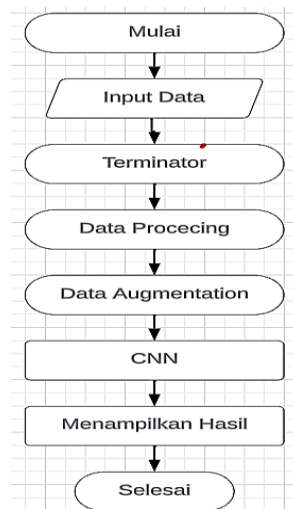 Mulai
Input Data
Terminator
Data Procecing
Data Augmentation
CNN
Menampilkan Hasil
Selesai